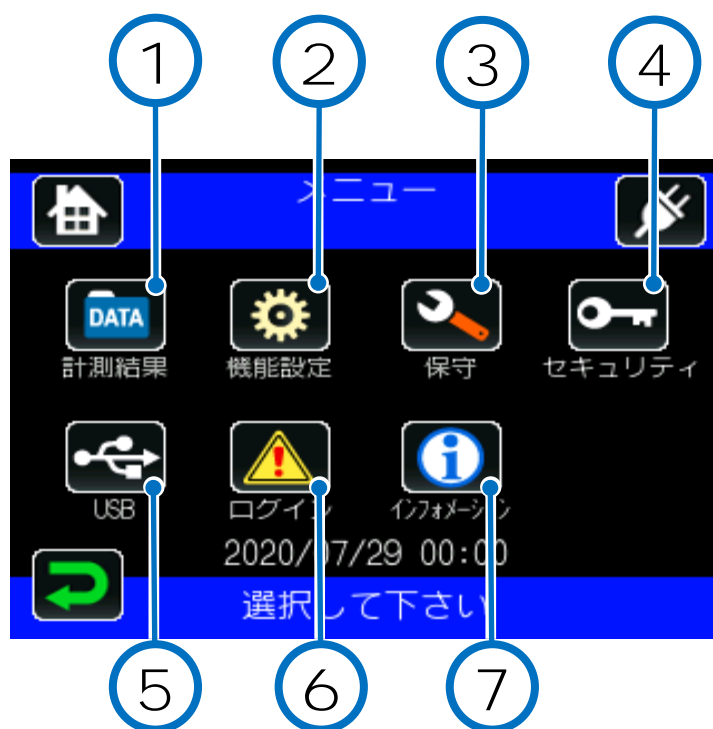 1 2 3 4
メニュー
DATA
計測結果 機能設定 保守 セキュリティ
USB ログイン インフォメーション
2020/07/29 00:00
選択して下さい
5 6 7